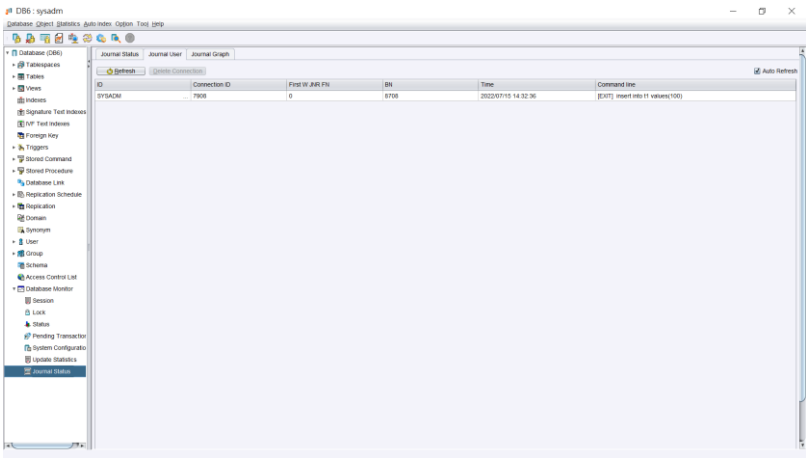 DB6 : sysadm
Database Object Statistics Auto Index Option Tool Help
Database (DB6)
Tablespaces
Tables
Views
Indexes
Signature Text Indexes
IVF Text Indexes
Foreign Key
Triggers
Stored Command
Stored Procedure
Database Link
Replication Schedule
Replication
Domain
Synonym
User
Group
Schema
Access Control List
Database Monitor
Session
Lock
Status
Pending Transaction
System Configuratio
Update Statistics
Journal Status
Journal Status Journal User Journal Graph
Refresh Delete Connection Auto Refresh
ID Connection ID First W JNR FN BN Time Command line
SYSADM 7908 0 8708 2022/07/15 14:32:36 [EXIT] insert into t1 values(100)